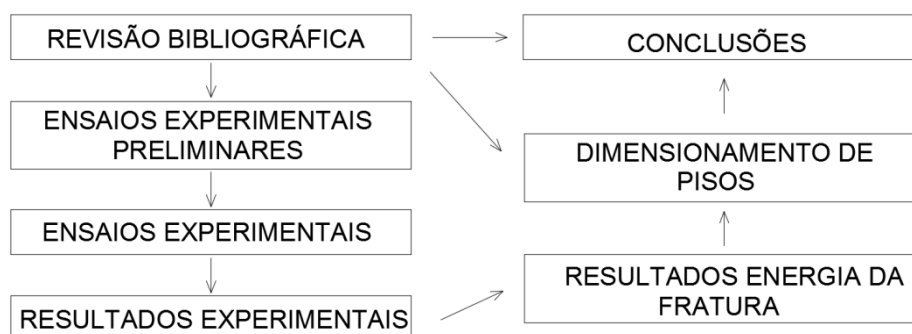 REVISÃO BIBLIOGRÁFICA
ENSAIOS EXPERIMENTAIS
PRELIMINARES
ENSAIOS EXPERIMENTAIS
RESULTADOS EXPERIMENTAIS
CONCLUSÕES
DIMENSIONAMENTO DE
PISOS
RESULTADOS ENERGIA DA
FRATURA